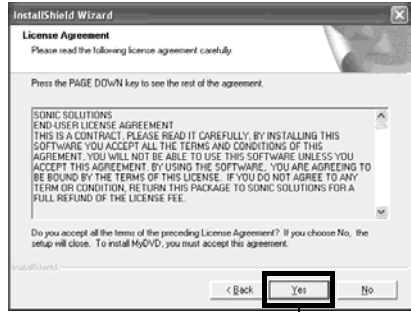 InstallShield Wizard
License Agreement
Please read the following license agreement carefully.
Press the PAGE DOWN key to see the rest of the agreement.
SONIC SOLUTIONS
END-USER LICENSE AGREEMENT
THIS IS A CONTRACT, PLEASE READ IT CAREFULLY, BY INSTALLING THIS
SOFTWARE YOU ACCEPT ALL THE TERMS AND CONDITIONS OF THIS
AGREMENT, YOU WILL NOT BE ABLE TO USE THIS SOFTWARE UNLESS YOU
ACCEPT THIS AGREEMENT. BY USING THE SOFTWARE, YOU ARE AGREEING TO
BE BOUND BY THE TERMS OF THIS LICENSE. IF YOU DO NOT AGREE TO ANY
TERM OR CONDITION, RETURN THIS PACKAGE TO SONIC SOLUTIONS FOR A
FULL REFUND OF THE LICENSE FEE.
Do you accept all the terms of the preceding License Agreement? If you choose No, the
setup will close. To install MyDVD, you must accept this agreement.
InstallShield
< Back Yes No